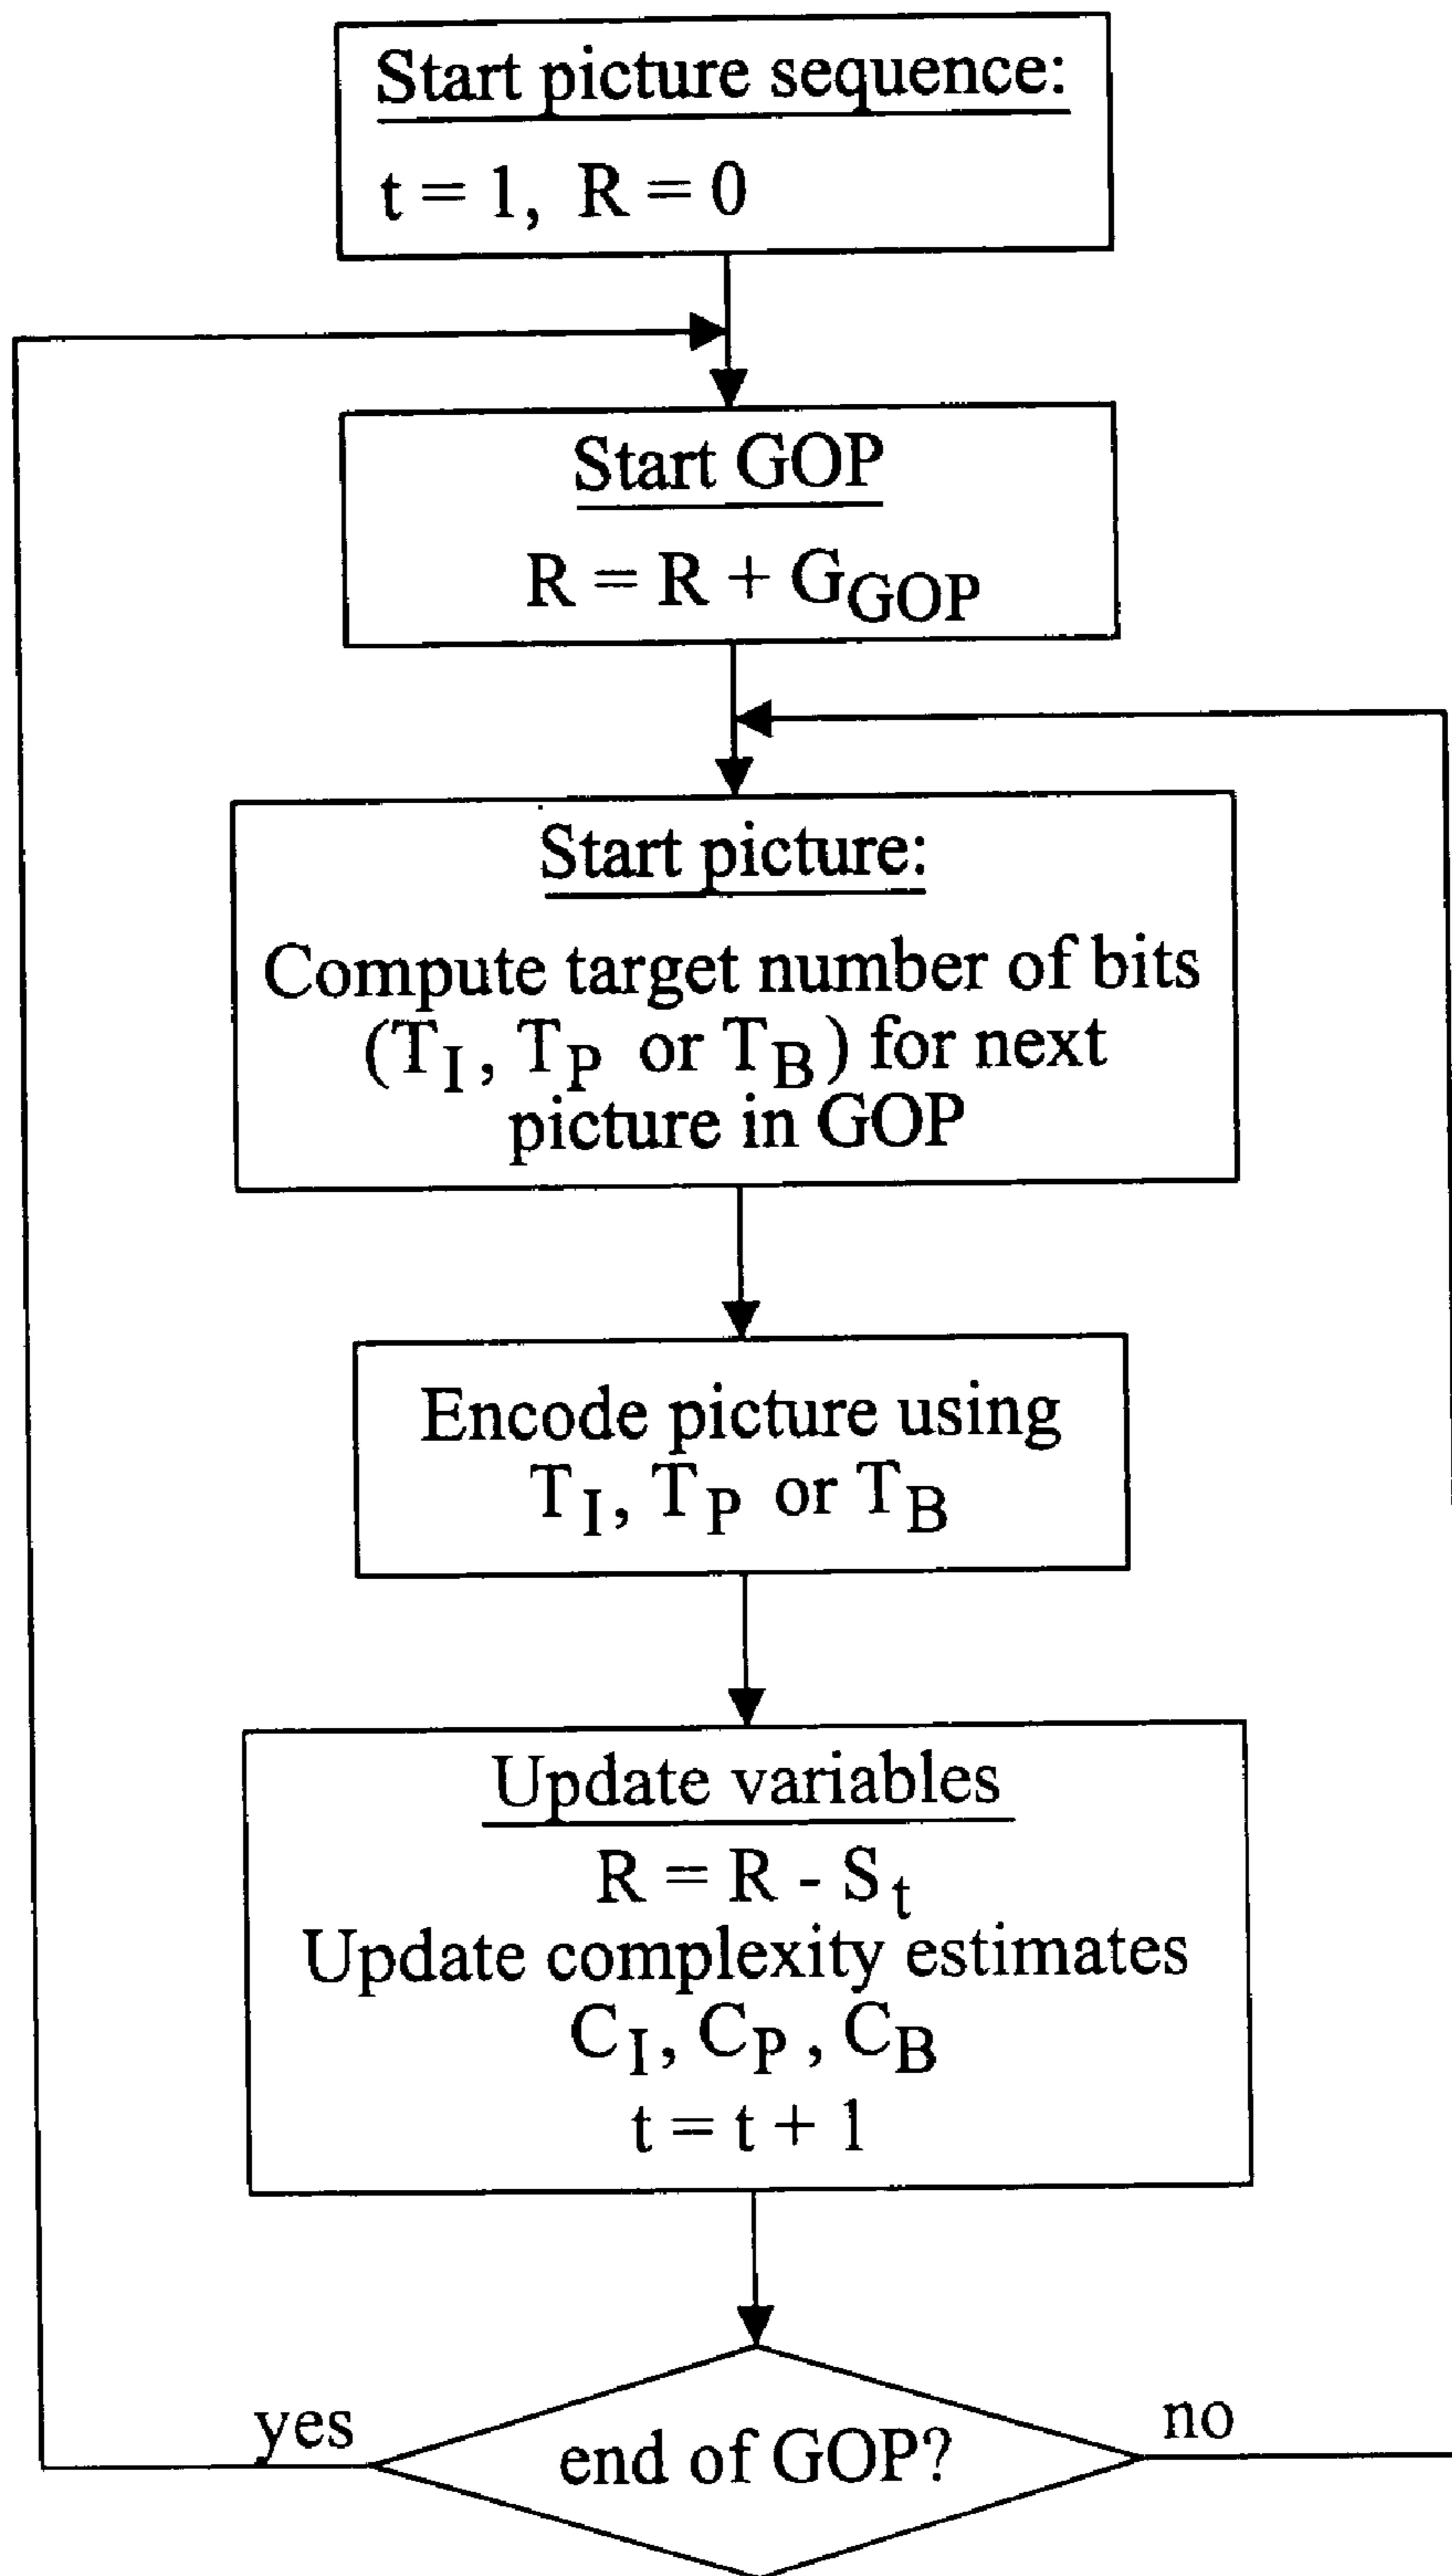 Start picture sequence:
t = 1, R = 0
Start GOP
R = R + G_GOP
Start picture:
Compute target number of bits
(T_I, T_P or T_B) for next
picture in GOP
Encode picture using
T_I, T_P or T_B
Update variables
R = R - S_t
Update complexity estimates
C_I, C_P, C_B
t = t + 1
yes
end of GOP?
no